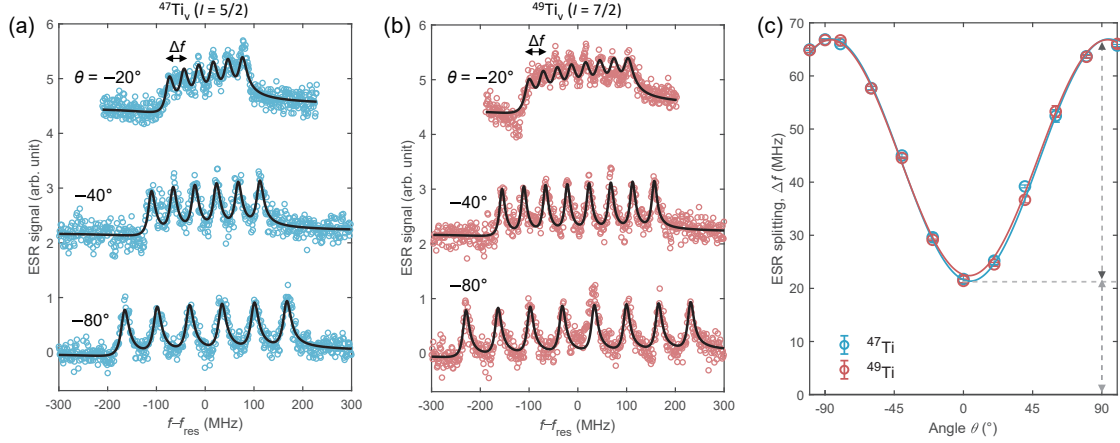 (a)
⁴⁷Tiᵥ (I = 5/2)
Δf
θ = −20°
−40°
−80°
ESR signal (arb. unit)
6
5
4
3
2
1
0
-300 -200 -100 0 100 200 300
f–f_res (MHz)
(b)
⁴⁹Tiᵥ (I = 7/2)
Δf
θ = −20°
−40°
−80°
ESR signal (arb. unit)
6
5
4
3
2
1
0
-300 -200 -100 0 100 200 300
f–f_res (MHz)
(c)
ESR splitting, Δf (MHz)
70
60
50
40
30
20
10
0
⁴⁷Ti
⁴⁹Ti
-90 -45 0 45 90
Angle θ (°)